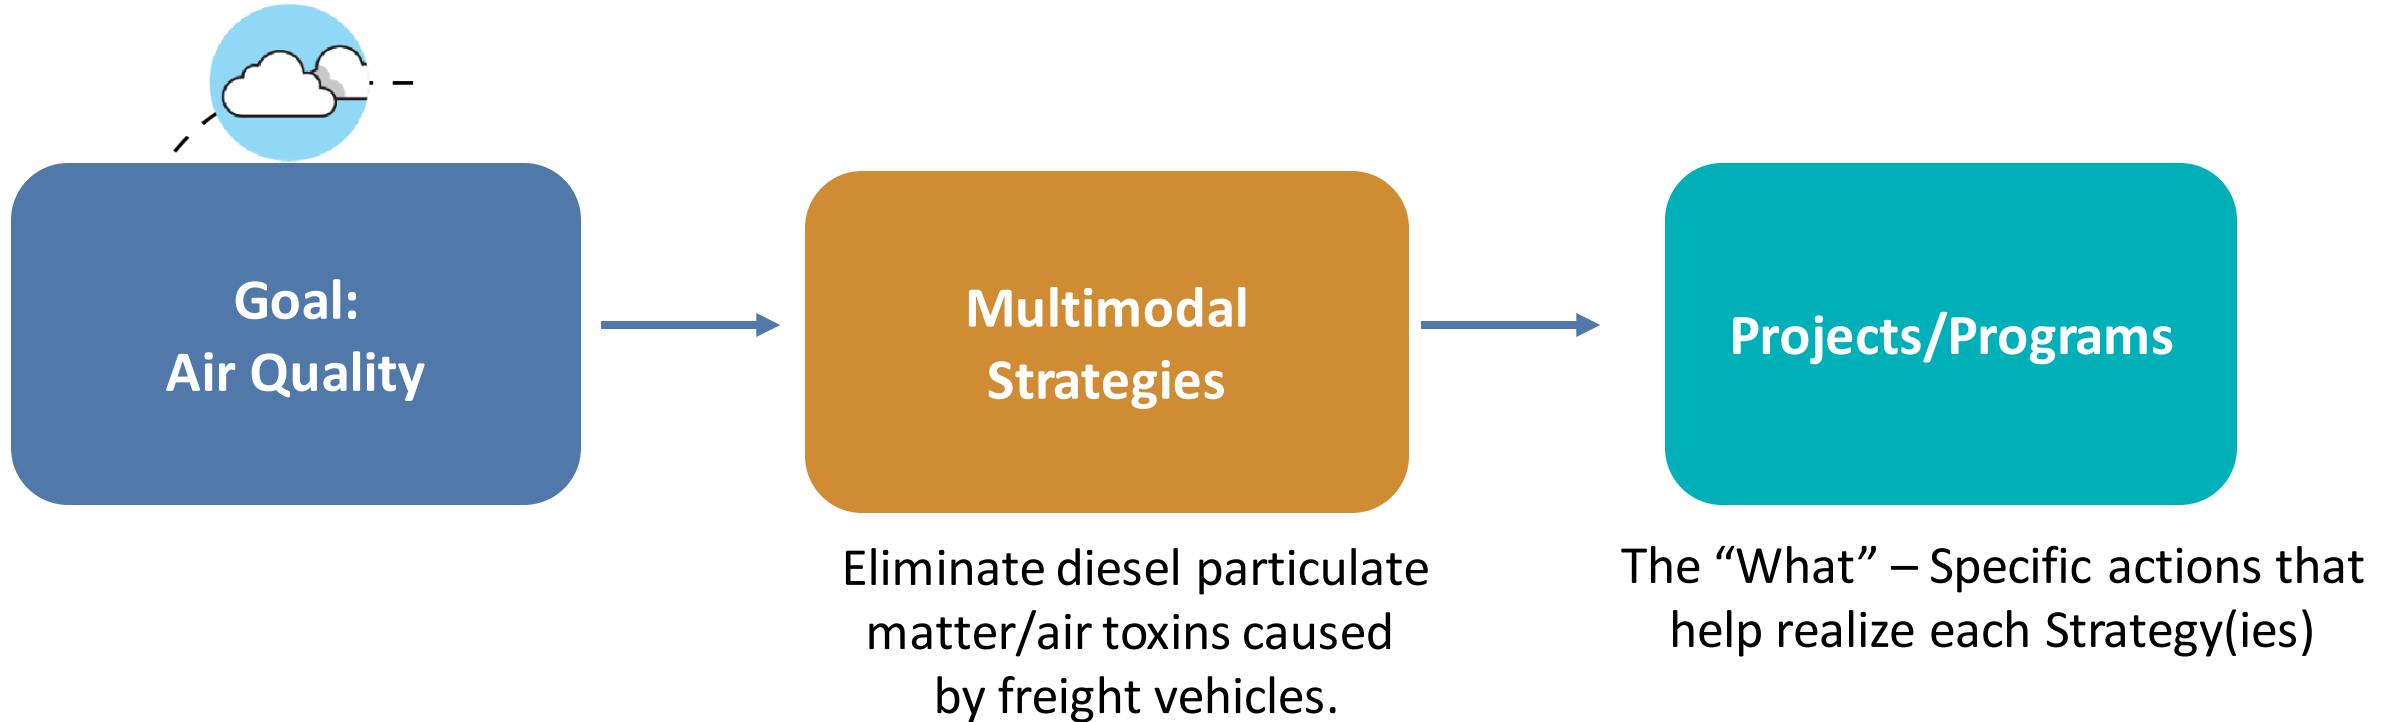 Goal:
Air Quality
Multimodal
Strategies
Projects/Programs
Eliminate diesel particulate
matter/air toxins caused
by freight vehicles.
The “What” – Specific actions that
help realize each Strategy(ies)